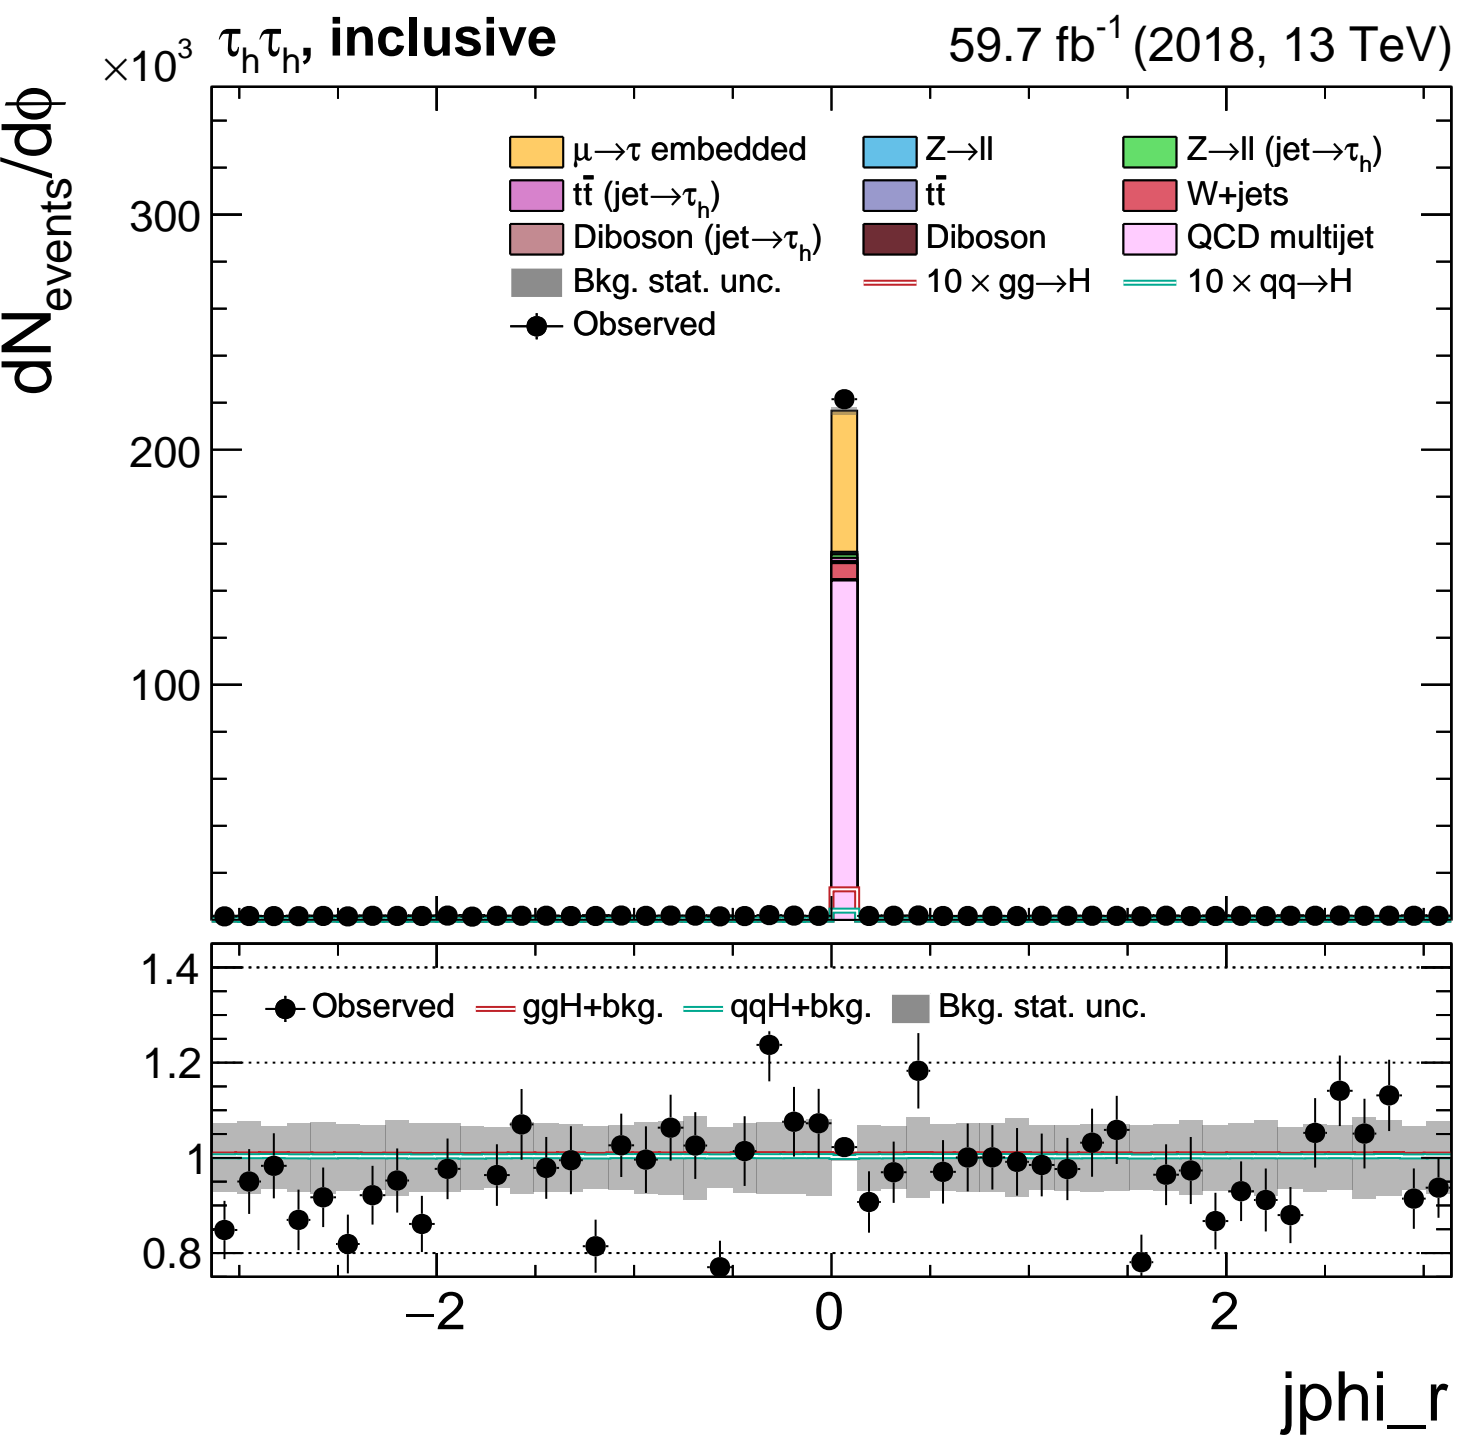 ×10³ τhτh, inclusive 59.7 fb⁻¹ (2018, 13 TeV)
dNevents/dϕ
μ→τ embedded Z→ll Z→ll (jet→τh)
tt̄ (jet→τh) tt̄ W+jets
Diboson (jet→τh) Diboson QCD multijet
Bkg. stat. unc. 10 × gg→H 10 × qq→H
Observed
300
200
100
1.4
Observed ggH+bkg. qqH+bkg. Bkg. stat. unc.
1.2
1
0.8
−2 0 2
jphi_r